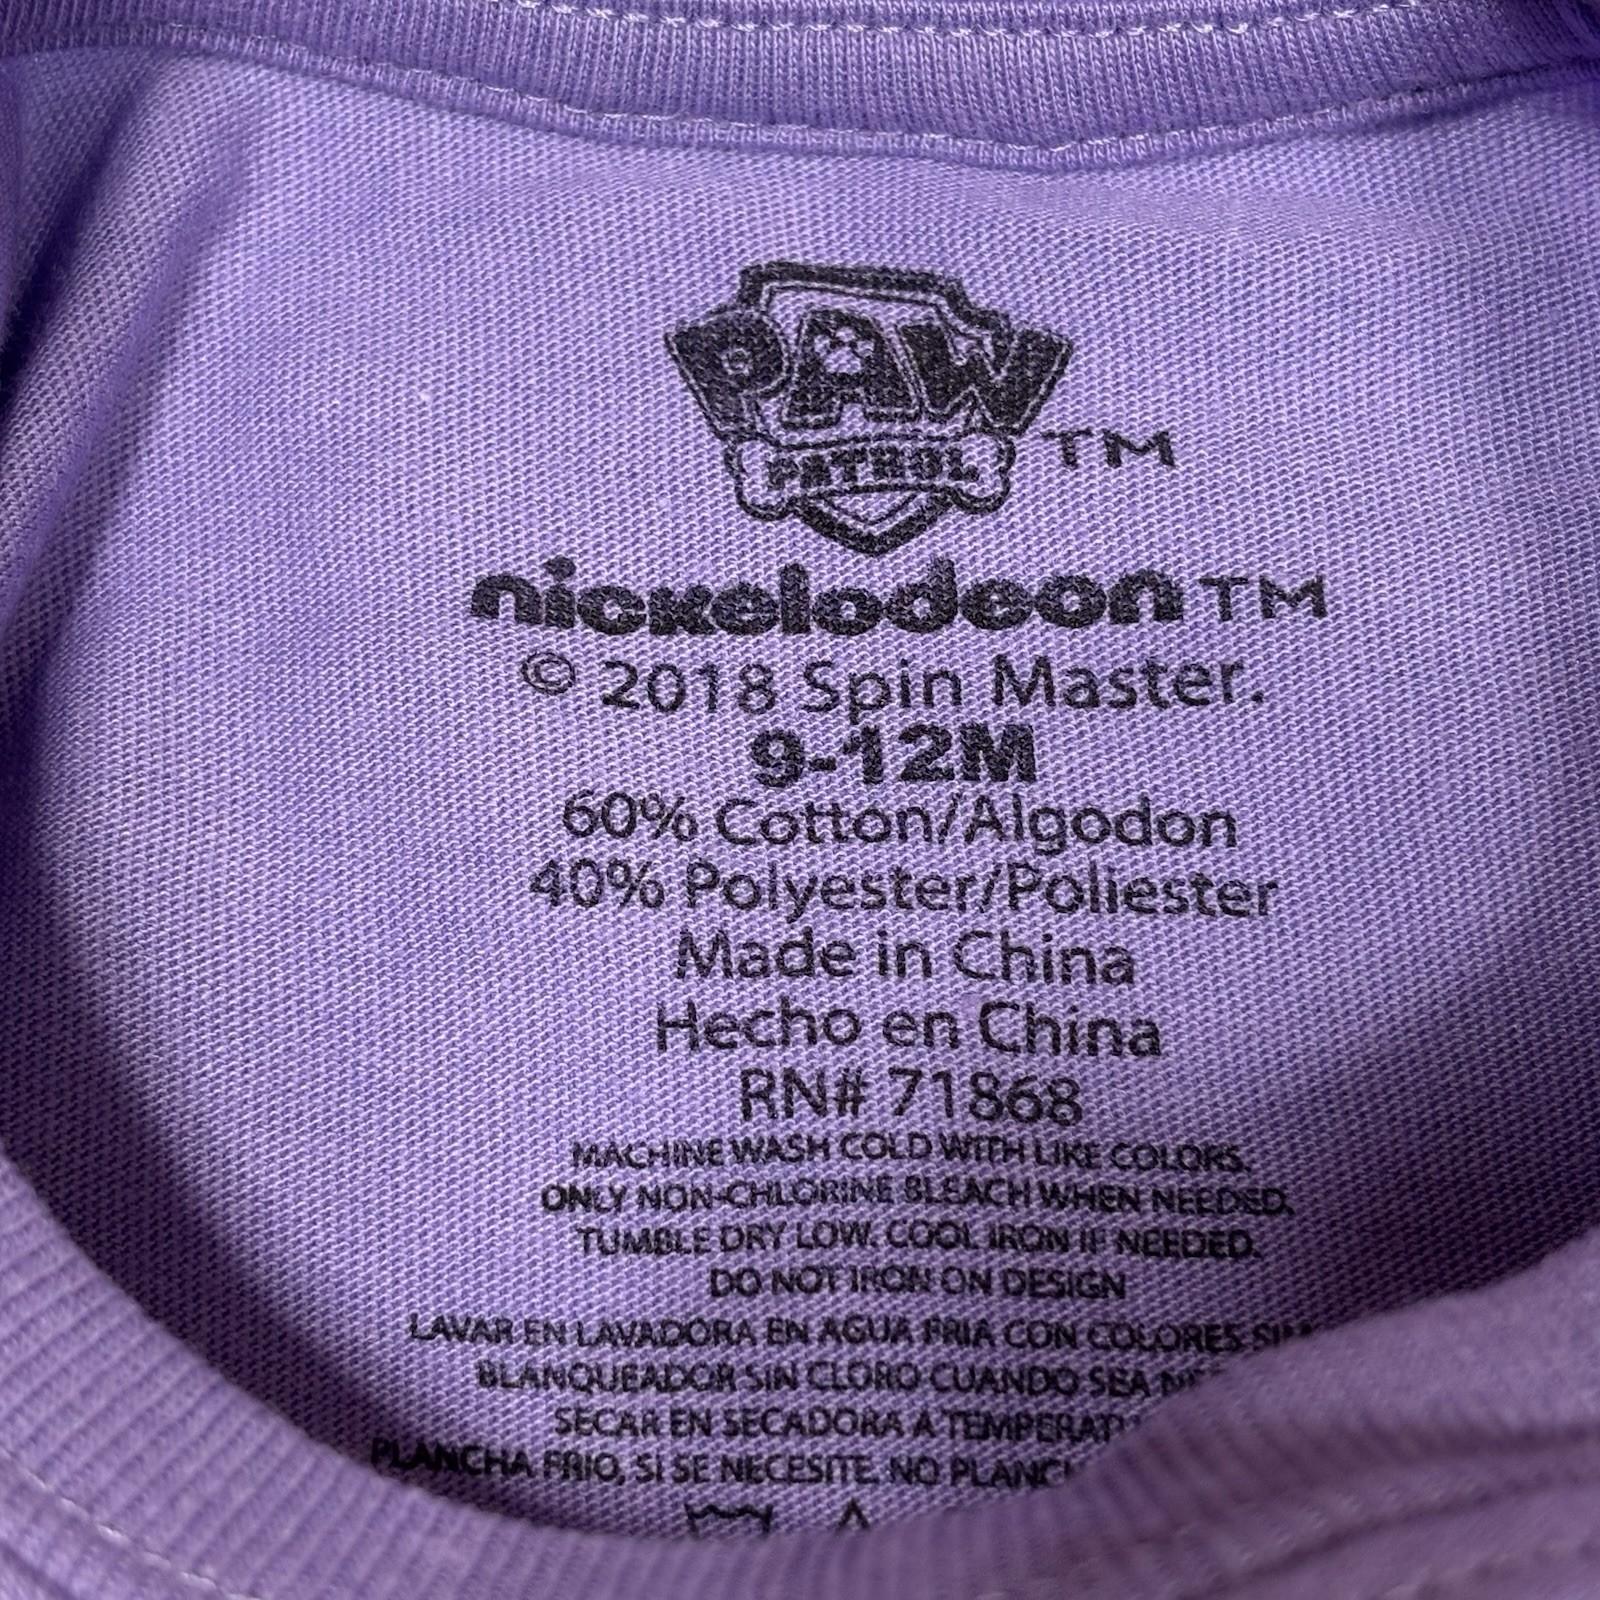 PAW
PATROL TM
nickelodeon TM
© 2018 Spin Master.
9-12M
60% Cotton/Algodon
40% Polyester/Poliester
Made in China
Hecho en China
RN# 71868
MACHINE WASH COLD WITH LIKE COLORS.
ONLY NON-CHLORINE BLEACH WHEN NEEDED.
TUMBLE DRY LOW. COOL IRON IF NEEDED.
DO NOT IRON ON DESIGN
LAVAR EN LAVADORA EN AGUA FRIA CON COLORES
BLANQUEADOR SIN CLORO CUANDO SEA
SECAR EN SECADORA A
PLANCHA FRIO, SI SE NECESITE. NO